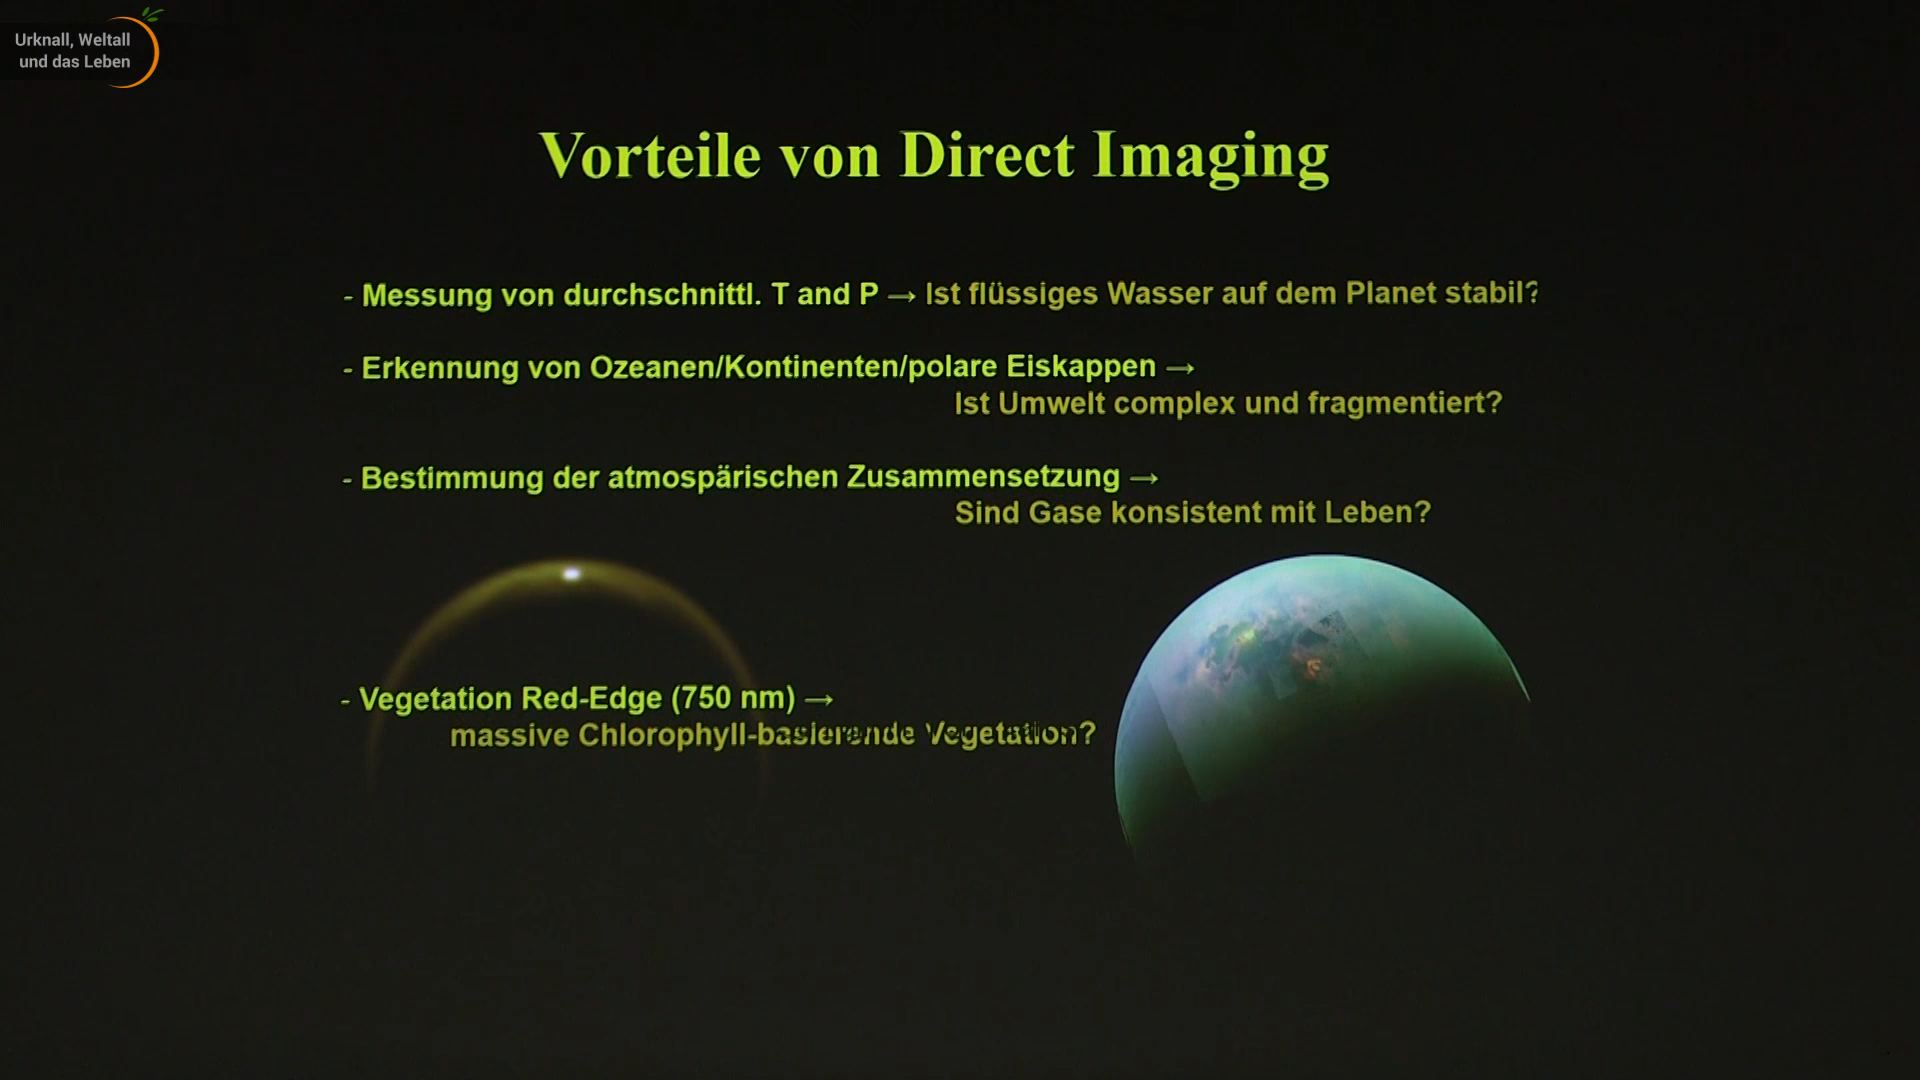 Urknall, Weltall
und das Leben
Vorteile von Direct Imaging
- Messung von durchschnittl. T and P → Ist flüssiges Wasser auf dem Planet stabil?
- Erkennung von Ozeanen/Kontinenten/polare Eiskappen →
Ist Umwelt complex und fragmentiert?
- Bestimmung der atmospärischen Zusammensetzung →
Sind Gase konsistent mit Leben?
- Vegetation Red-Edge (750 nm) →
massive Chlorophyll-basierende Vegetation?